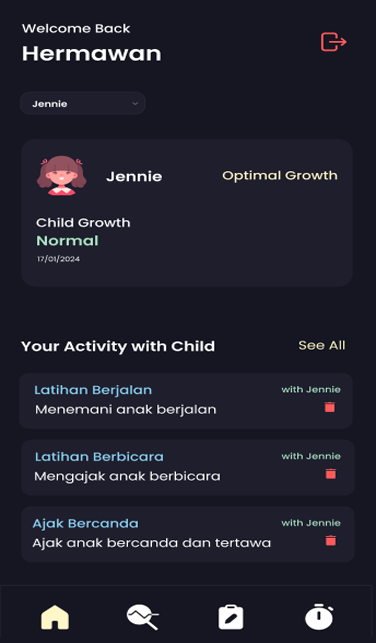 Welcome Back
Hermawan
Jennie
Jennie
Optimal Growth
Child Growth
Normal
17/01/2024
Your Activity with Child
See All
Latihan Berjalan
with Jennie
Menemani anak berjalan
Latihan Berbicara
with Jennie
Mengajak anak berbicara
Ajak Bercanda
with Jennie
Ajak anak bercanda dan tertawa